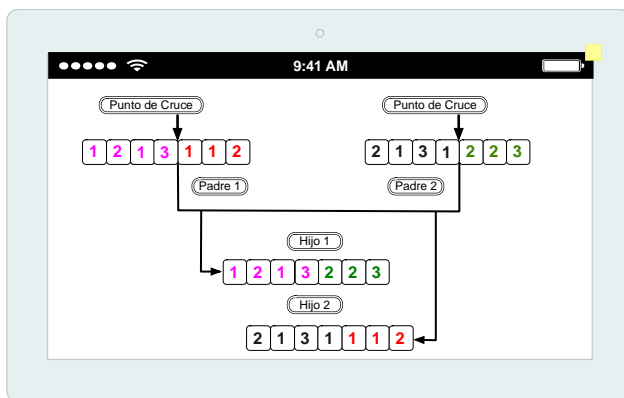 9:41 AM
Punto de Cruce Punto de Cruce
1 2 1 3 1 1 2 2 1 3 1 2 2 3
Padre 1 Padre 2
Hijo 1
1 2 1 3 2 2 3
Hijo 2
2 1 3 1 1 1 2